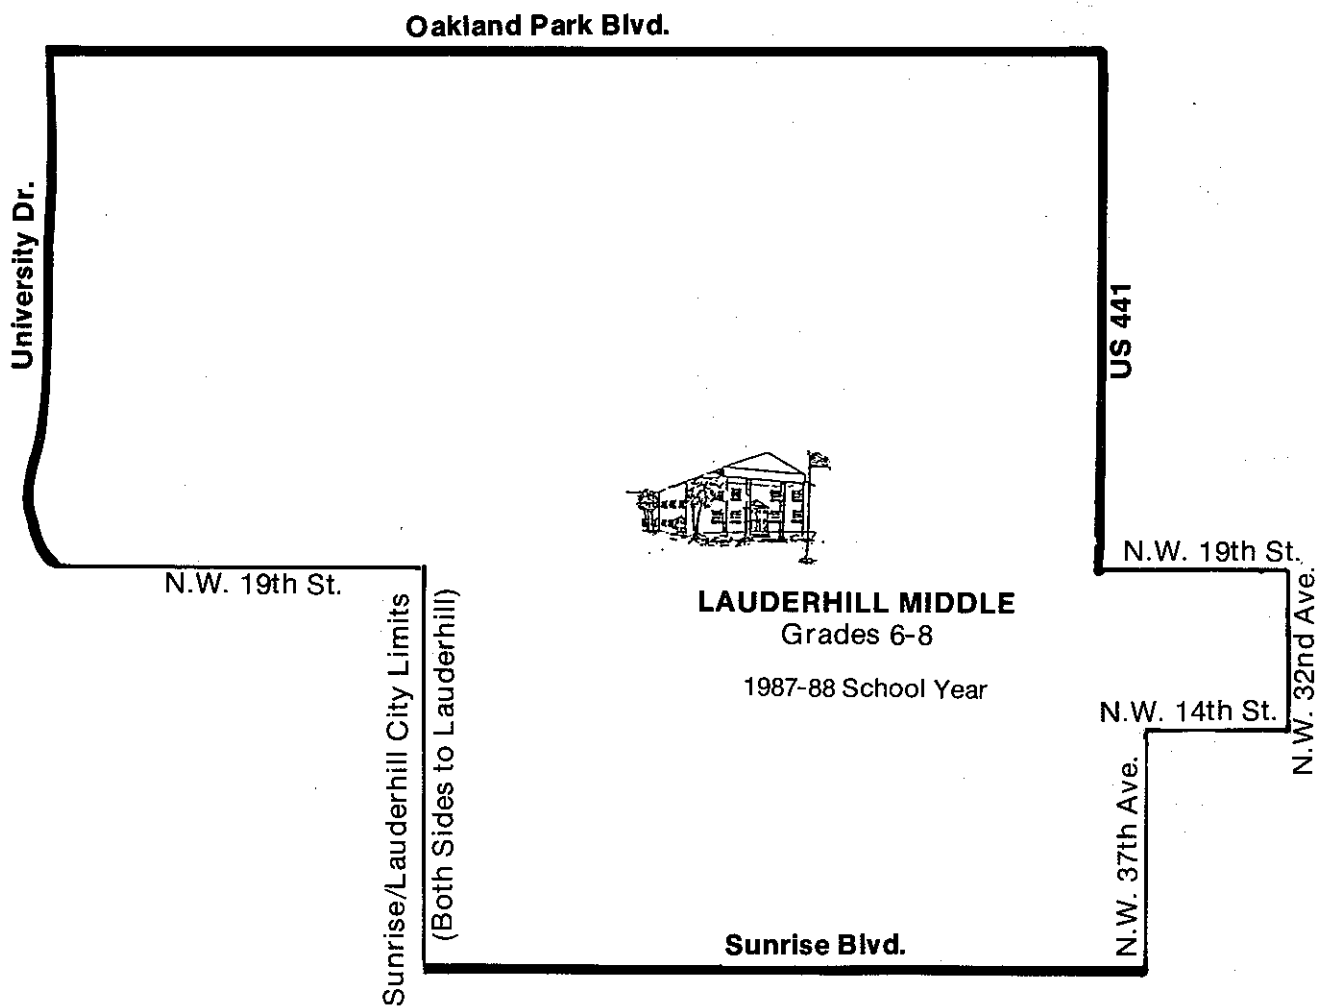 Oakland Park Blvd.
University Dr.
US 441
N.W. 19th St.
N.W. 19th St.
LAUDERHILL MIDDLE
Grades 6-8
1987-88 School Year
Sunrise/Lauderhill City Limits
(Both Sides to Lauderhill)
N.W. 32nd Ave.
N.W. 14th St.
N.W. 37th Ave.
Sunrise Blvd.